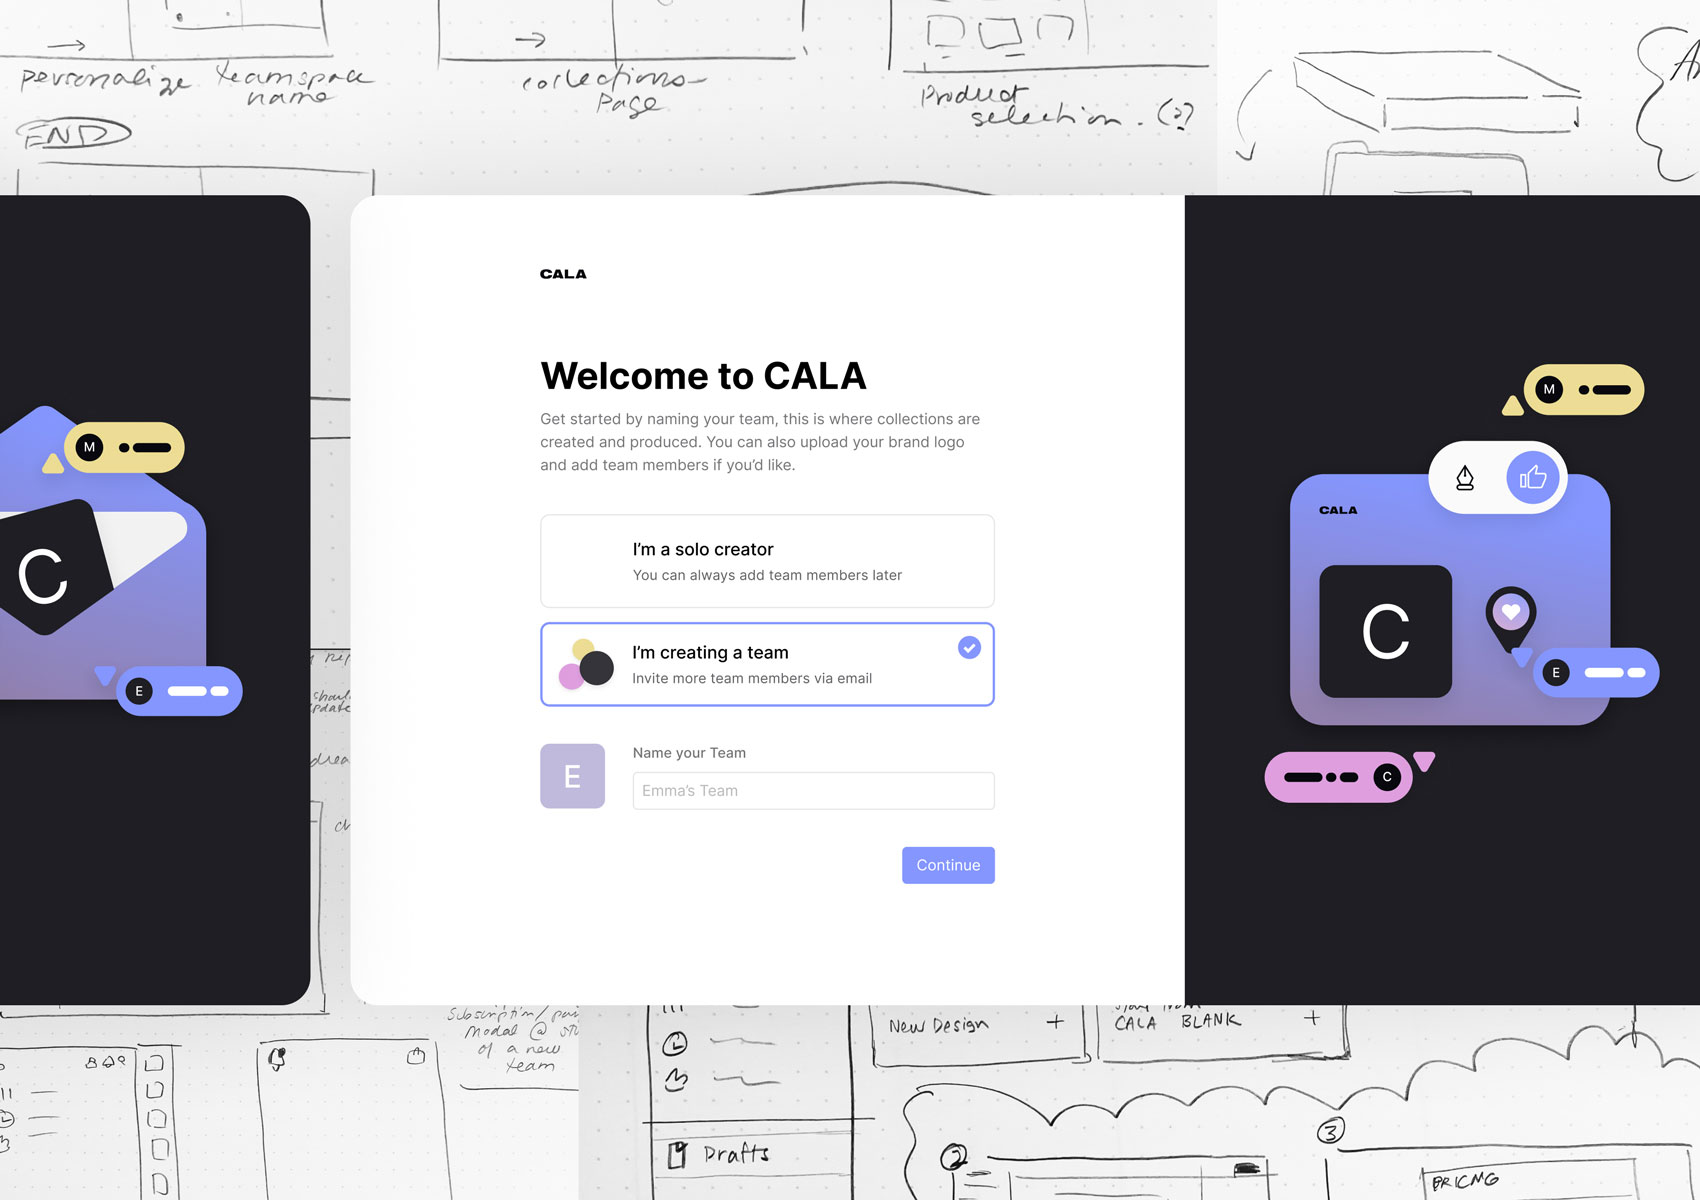 personalize teamspace
name
END
collections
Page
Product
selection. (?)
CALA
Welcome to CALA
Get started by naming your team, this is where collections are
created and produced. You can also upload your brand logo
and add team members if you’d like.
I’m a solo creator
You can always add team members later
I’m creating a team
Invite more team members via email
E
Name your Team
Emma’s Team
Continue
M
C
E
M
CALA
C
E
C
Subscription/
modal @
of a new
team
New Design +
CALA BLANK +
Drafts
2
3
PRICING